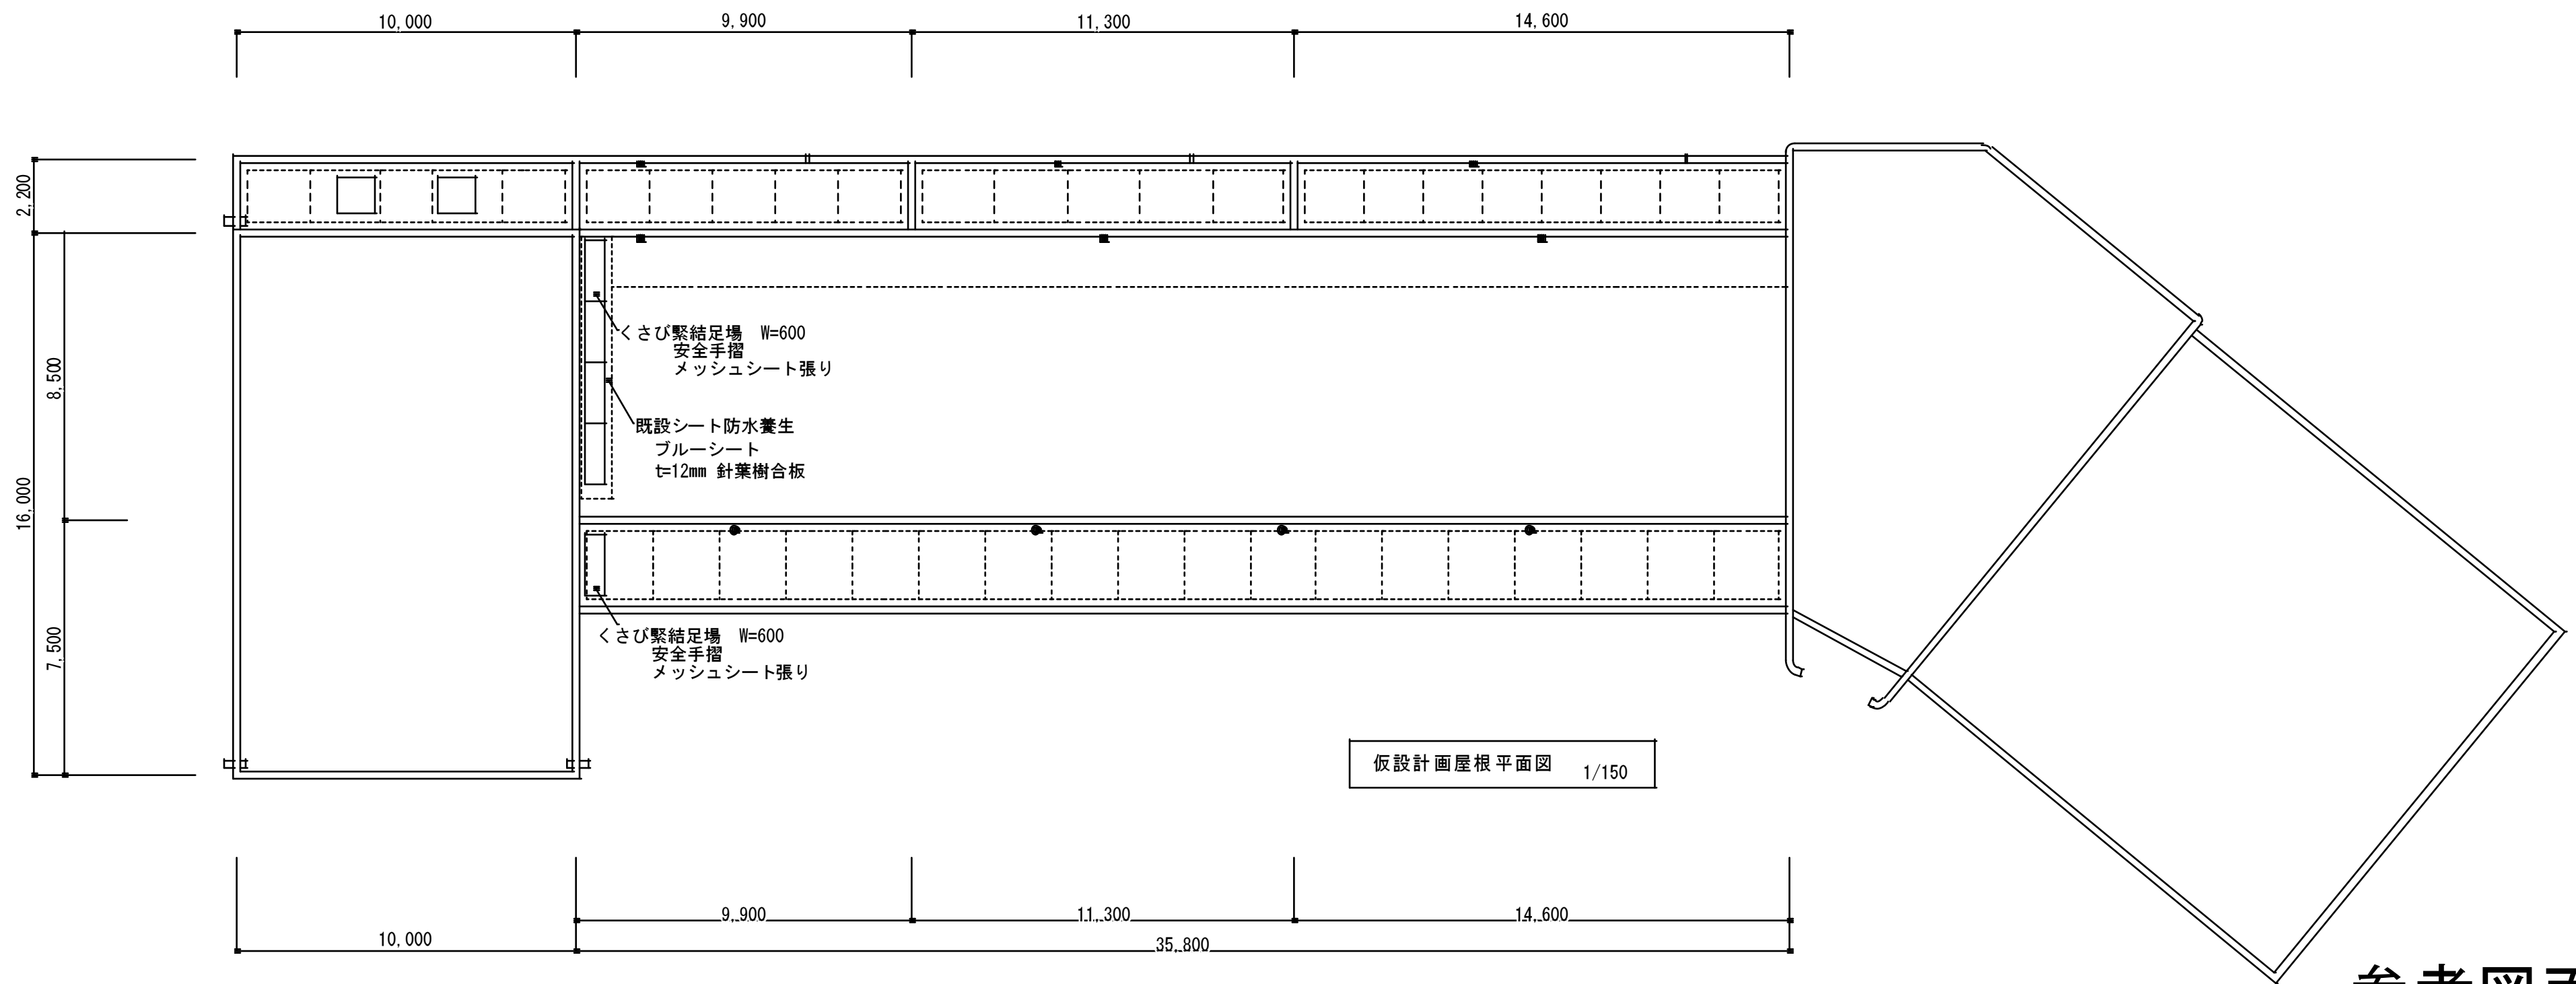 10,000
9,900
11,300
14,600
2,200
8,500
16,000
7,500
くさび緊結足場 W=600
安全手摺
メッシュシート張り
既設シート防水養生
ブルーシート
t=12mm 針葉樹合板
くさび緊結足場 W=600
安全手摺
メッシュシート張り
仮設計画屋根平面図 1/150
9,900
11,300
14,600
10,000
35,800
参考図面